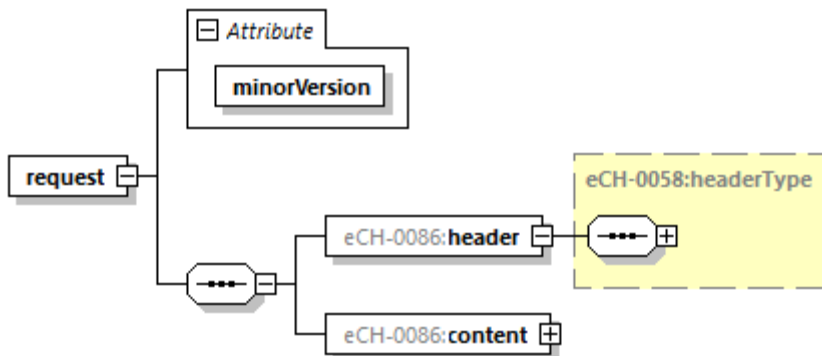 Attribute
minorVersion
request
eCH-0058:headerType
eCH-0086:header
eCH-0086:content